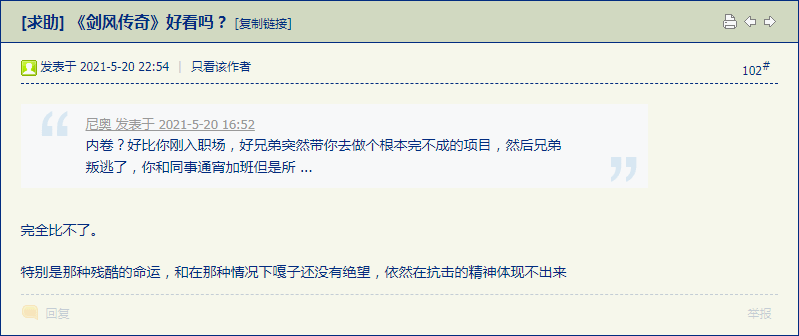 [求助] 《剑风传奇》好看吗？ [复制链接]
发表于 2021-5-20 22:54 | 只看该作者
102#
尼奥 发表于 2021-5-20 16:52
内卷？好比你刚入职场，好兄弟突然带你去做个根本完不成的项目，然后兄弟
叛逃了，你和同事通宵加班但是所 ...
完全比不了。
特别是那种残酷的命运，和在那种情况下嘎子还没有绝望，依然在抗击的精神体现不出来
回复
举报